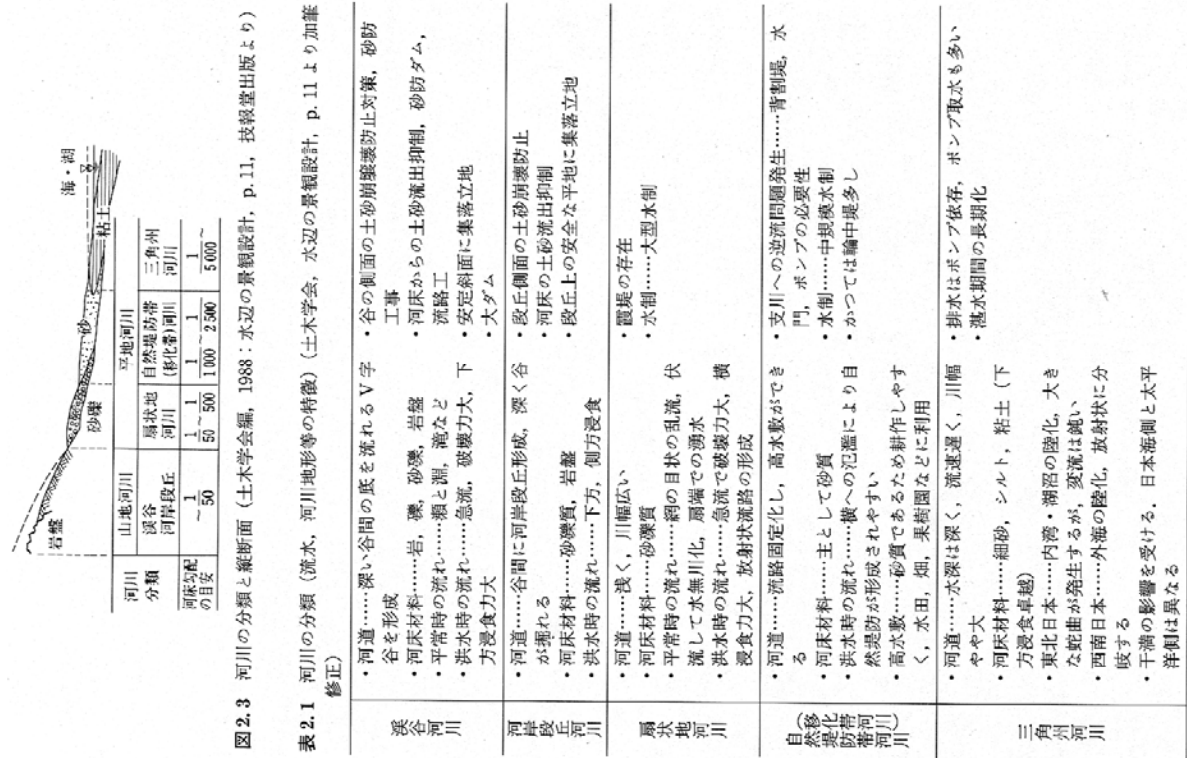 岩盤
砂礫
砂
粘土
海・湖
河川
分類
山地河川
平地河川
渓谷
河岸段丘
扇状地
河川
自然堤防帯
(移化帯)河川
三角州
河川
河床勾配
の目安
～ 1/50
1/50 ～ 1/500
1/1000 ～ 1/2500
1/5000 ～
図2.3 河川の分類と縦断面(土木学会編, 1988:水辺の景観設計, p.11, 技報堂出版より)
表2.1 河川の分類(流水, 河川地形等の特徴)(土木学会, 水辺の景観設計, p.11より加筆
修正)
渓谷河川
・河道……深い谷間の底を流れるV字
谷を形成
・河床材料……岩, 礫, 砂礫, 岩盤
・平常時の流れ……瀬と淵, 滝など
・洪水時の流れ……急流, 破壊力大, 下
方浸食力大
・谷の側面の土砂崩壊防止対策, 砂防
工事
・河床からの土砂流出抑制, 砂防ダム,
流路工
・安定斜面に集落立地
・大ダム
河岸段丘河川
・河道……谷間に河岸段丘形成, 深く谷
が掘れる
・河床材料……砂礫質, 岩盤
・洪水時の流れ……下方, 側方浸食
・段丘側面の土砂崩壊防止
・河床の土砂流出抑制
・段丘上の安全な平地に集落立地
扇状地河川
・河道……浅く, 川幅広い
・河床材料……砂礫質
・平常時の流れ……網の目状の乱流, 伏
流して水無川化, 扇端での湧水
・洪水時の流れ……急流で破壊力大, 横
浸食力大, 放射状流路の形成
・霞堤の存在
・水制……大型水制
自然堤防帯河川
(移化帯河川)
・河道……流路固定化し, 高水敷ができ
る
・河床材料……主として砂質
・洪水時の流れ……横への氾濫により自
然堤防が形成されやすい
・高水敷……砂質であるため耕作しやす
く, 水田, 畑, 果樹園などに利用
・支川への逆流問題発生……背割堤, 水
門, ポンプの必要性
・水制……中規模水制
・かつては輪中堤多し
三角州河川
・河道……水深は深く, 流速遅く, 川幅
やや大
・河床材料……細砂, シルト, 粘土(下
方浸食卓越)
・東北日本……内湾・湖沼の陸化, 大き
な蛇曲が発生するが, 変流は鈍い
・西南日本……外海の陸化, 放射状に分
岐する
・干満の影響を受ける, 日本海側と太平
洋側は異なる
・排水はポンプ依存, ポンプ取水も多い
・湛水期間の長期化